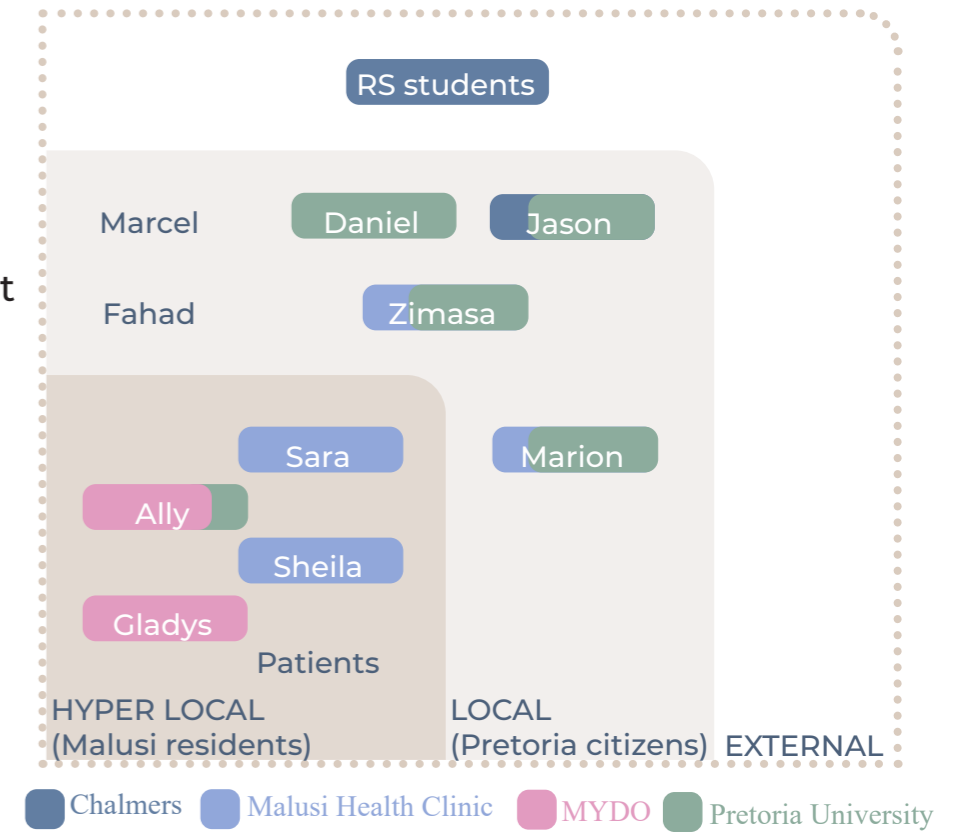 RS students
Marcel
Daniel
Jason
t
Fahad
Zimasa
Sara
Marion
Ally
Sheila
Gladys
Patients
HYPER LOCAL
(Malusi residents)
LOCAL
(Pretoria citizens)
EXTERNAL
Chalmers
Malusi Health Clinic
MYDO
Pretoria University